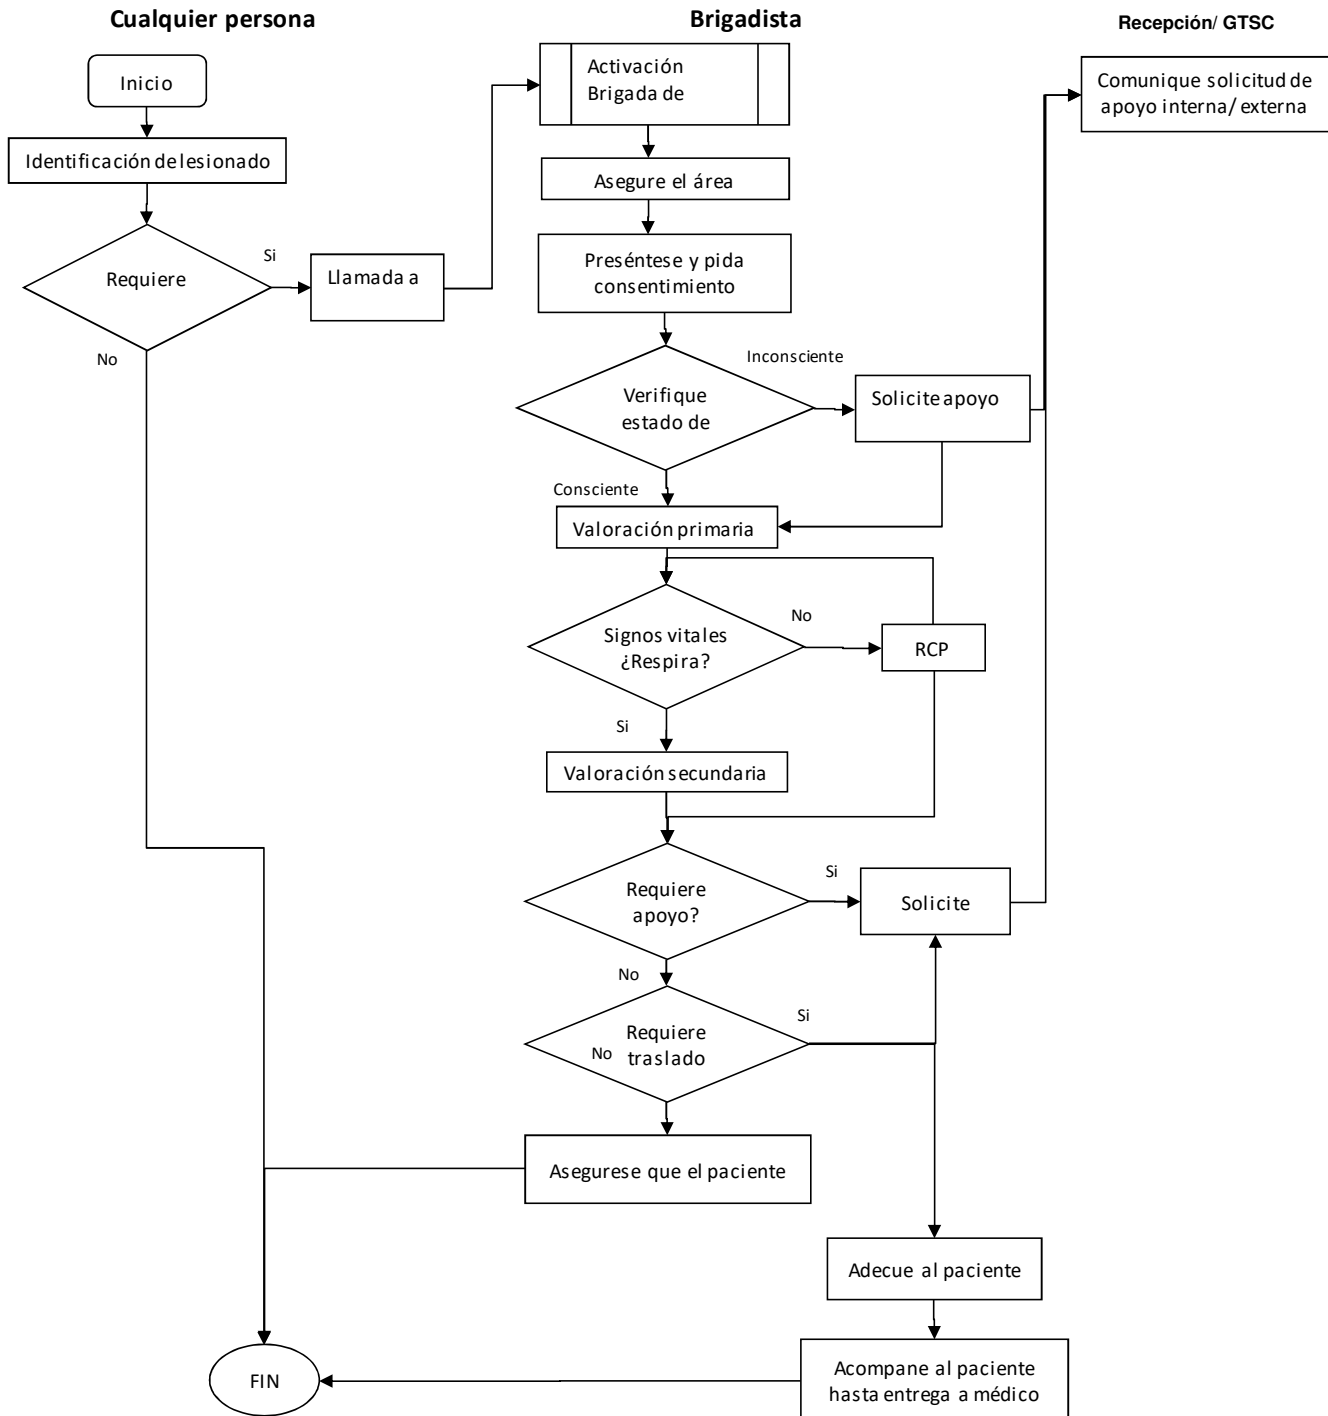 Cualquier persona
Brigadista
Recepción/ GTSC
Inicio
Activación
Brigada de
Comunique solicitud de
apoyo interna/ externa
Identificación de lesionado
Asegure el área
Requiere
Si
Llamada a
No
Preséntese y pida
consentimiento
Verifique
estado de
Inconsciente
Solicite apoyo
Consciente
Valoración primaria
Signos vitales
¿Respira?
No
RCP
Si
Valoración secundaria
Requiere
apoyo?
Si
Solicite
No
Requiere
traslado
Si
No
Asegurese que el paciente
Adecue al paciente
Acompane al paciente
hasta entrega a médico
FIN